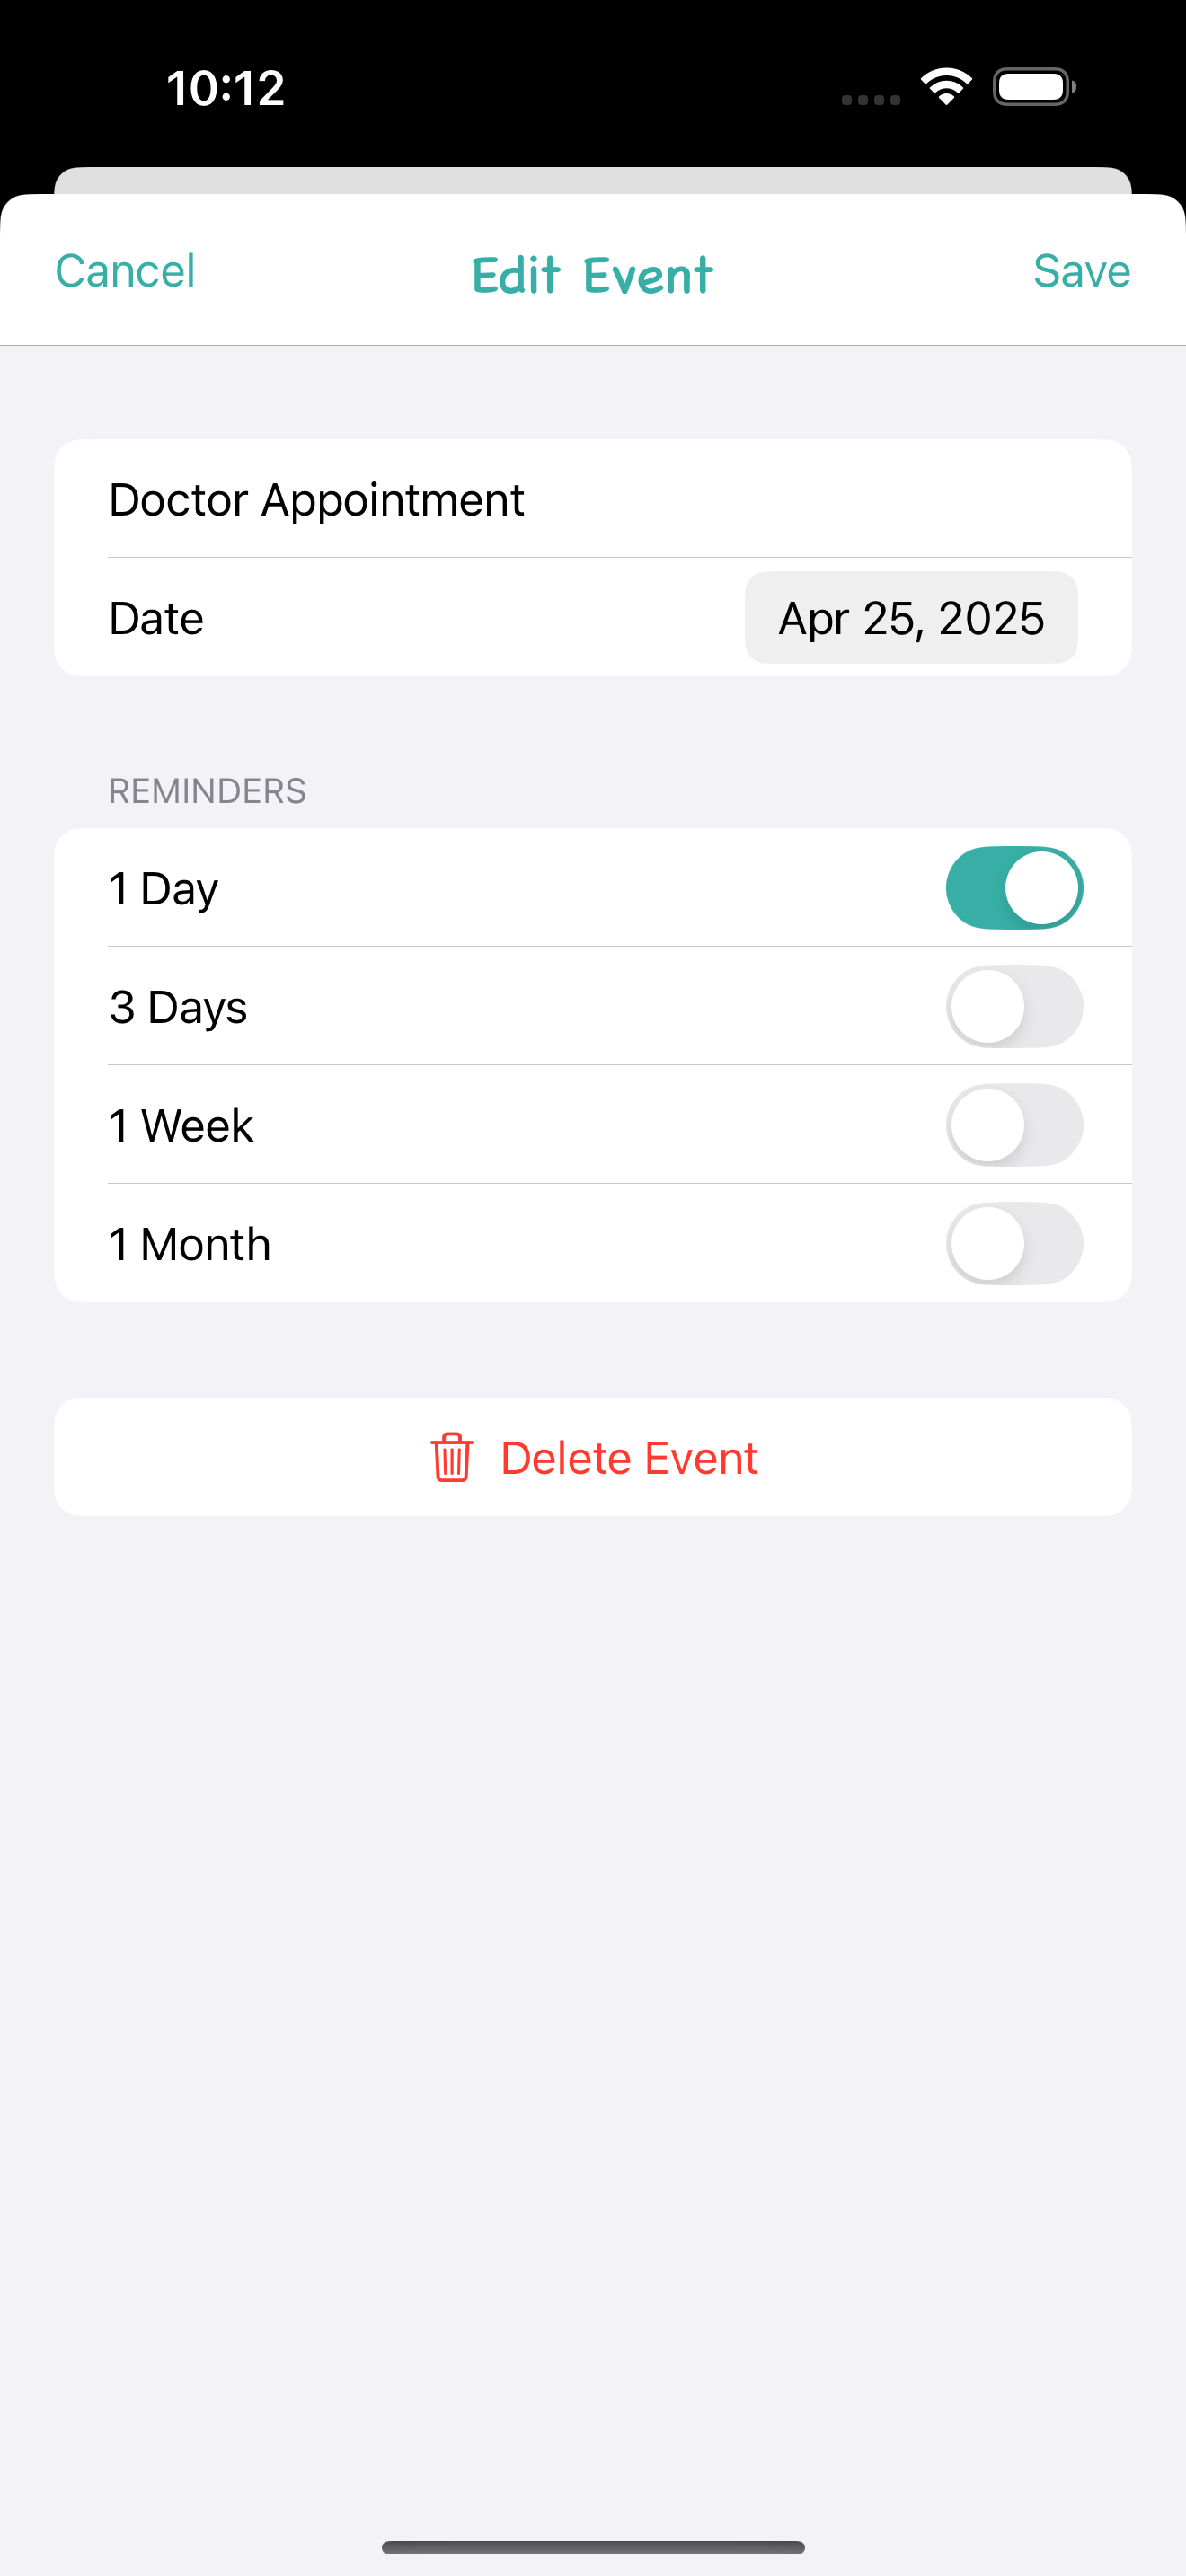 10:12
Cancel Edit Event Save
Doctor Appointment
Date Apr 25, 2025
REMINDERS
1 Day
3 Days
1 Week
1 Month
Delete Event